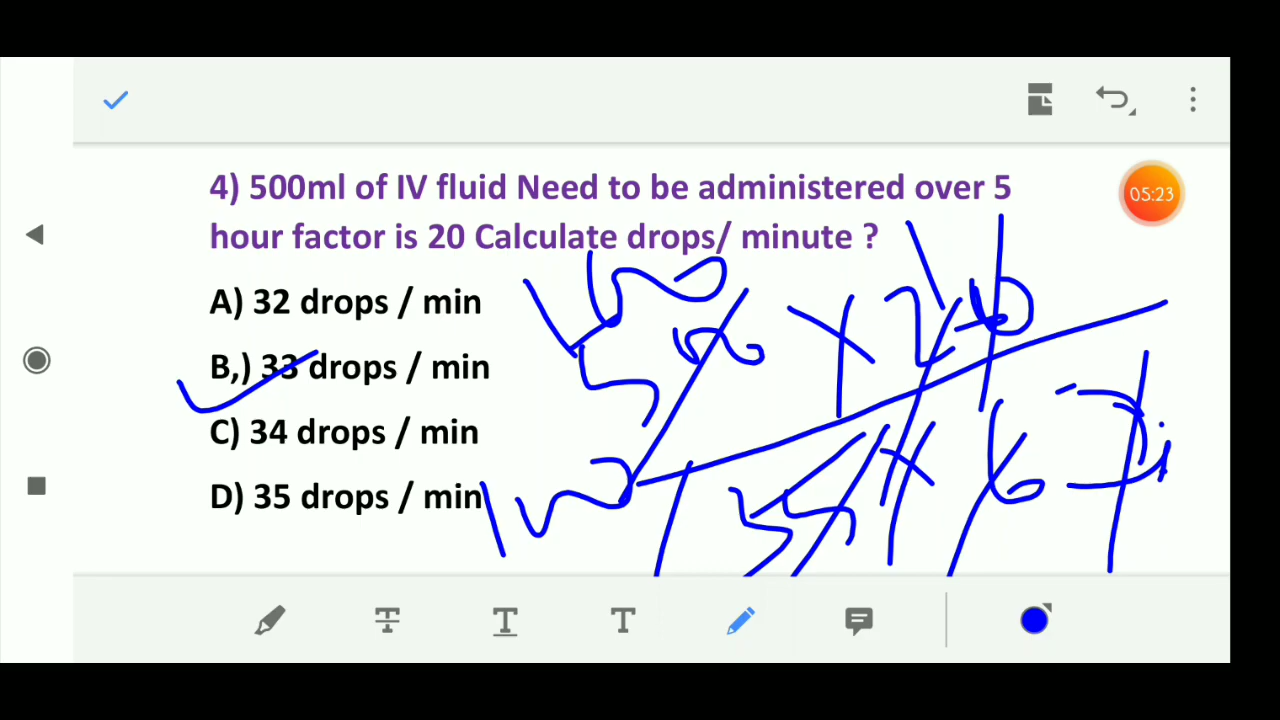 05:23
4) 500ml of IV fluid Need to be administered over 5
hour factor is 20 Calculate drops/ minute ?
A) 32 drops / min
B,) 33 drops / min
C) 34 drops / min
D) 35 drops / min